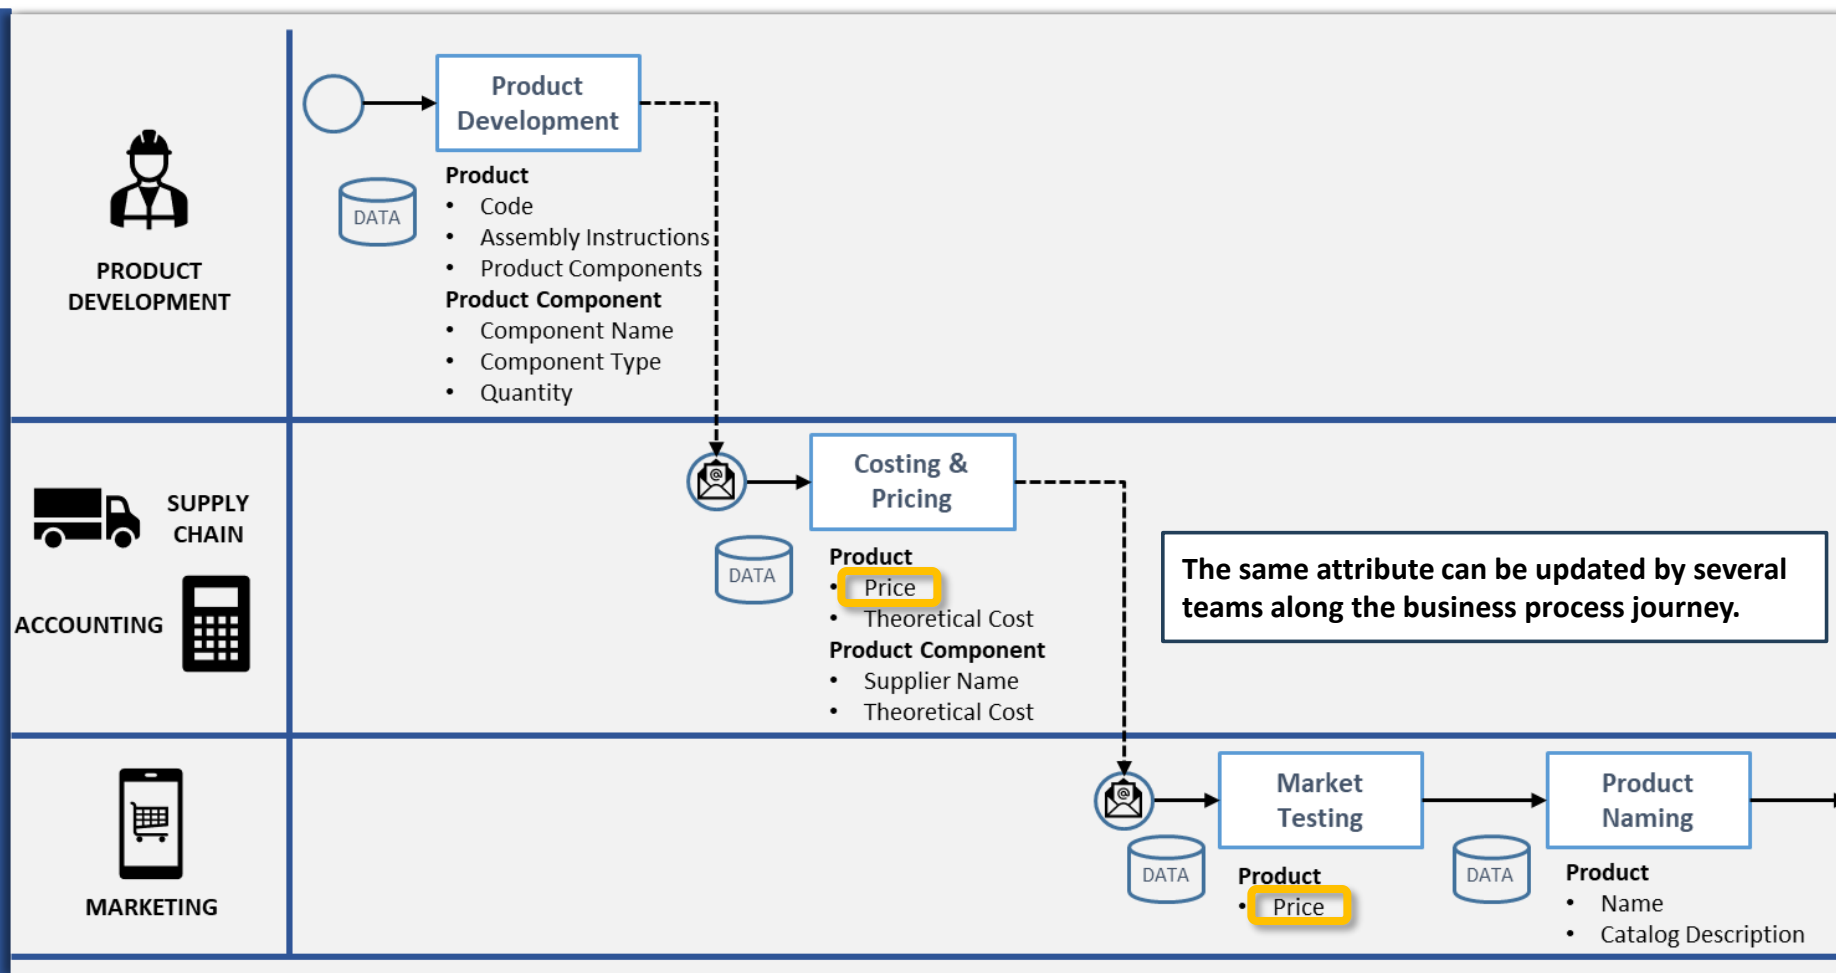 PRODUCT
DEVELOPMENT
Product
Development
DATA
Product
• Code
• Assembly Instructions
• Product Components
Product Component
• Component Name
• Component Type
• Quantity
SUPPLY
CHAIN
ACCOUNTING
@
Costing &
Pricing
DATA
Product
• Price
• Theoretical Cost
Product Component
• Supplier Name
• Theoretical Cost
The same attribute can be updated by several
teams along the business process journey.
MARKETING
@
Market
Testing
DATA
Product
• Price
Product
Naming
DATA
Product
• Name
• Catalog Description